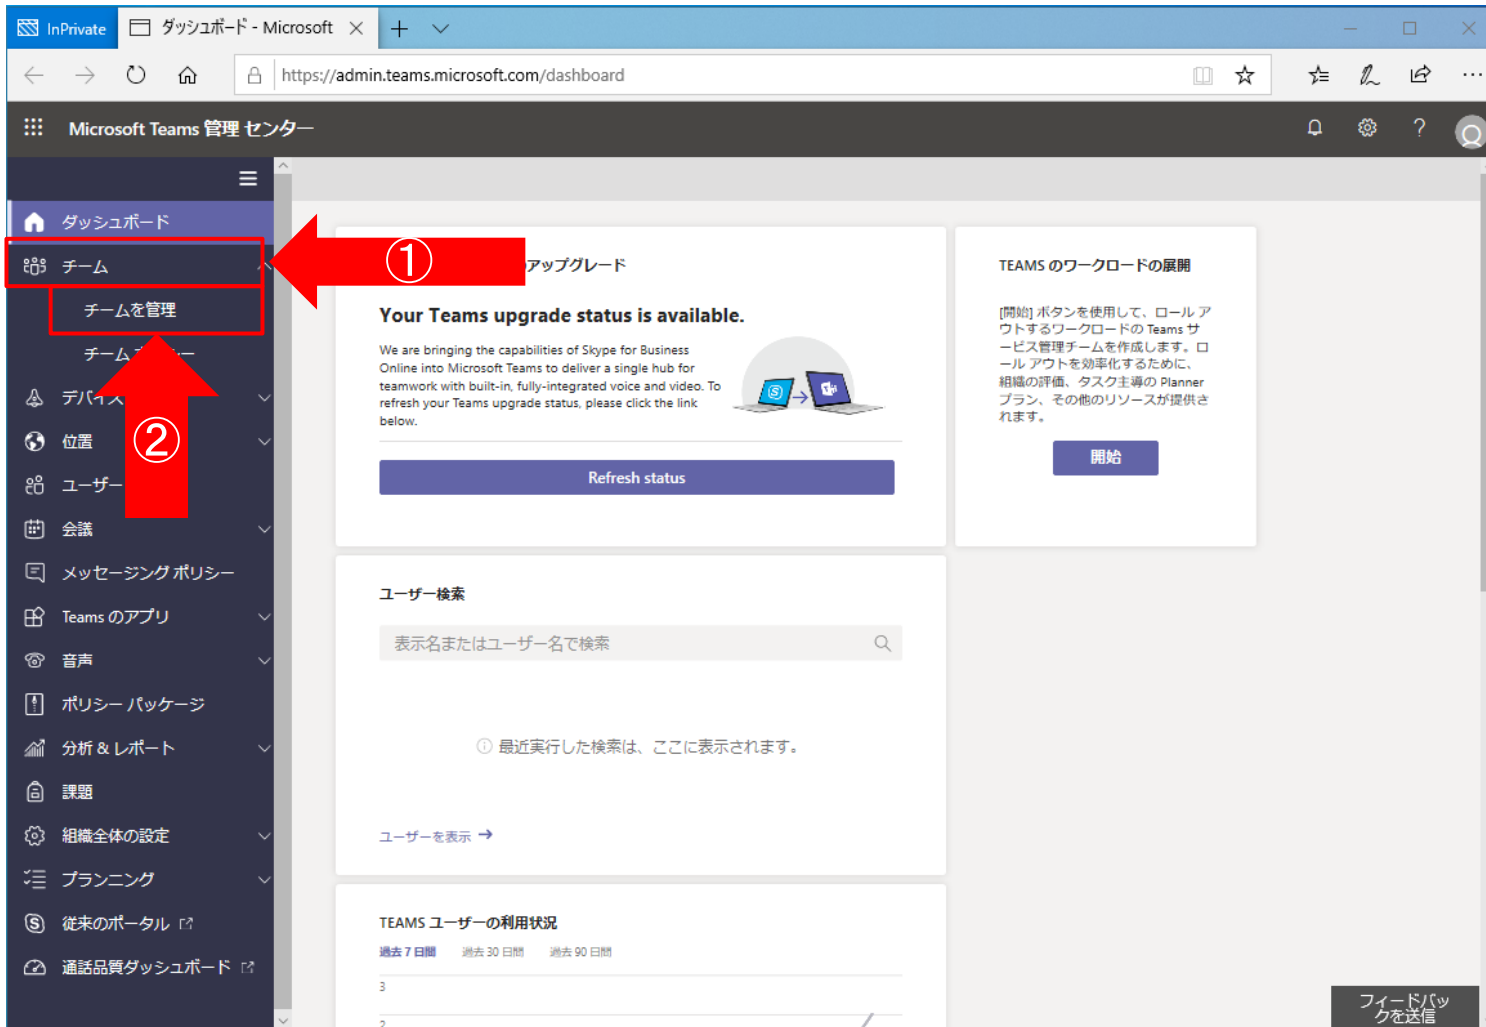 InPrivate
ダッシュボード - Microsoft
https://admin.teams.microsoft.com/dashboard
Microsoft Teams 管理 センター
?
ダッシュボード
チーム
チームを管理
チーム
デバイス
位置
ユーザー
会議
メッセージング ポリシー
Teams のアプリ
音声
ポリシー パッケージ
分析 & レポート
課題
組織全体の設定
プランニング
従来のポータル
通話品質ダッシュボード
①
②
アップグレード
Your Teams upgrade status is available.
We are bringing the capabilities of Skype for Business
Online into Microsoft Teams to deliver a single hub for
teamwork with built-in, fully-integrated voice and video. To
refresh your Teams upgrade status, please click the link
below.
Refresh status
TEAMS のワークロードの展開
[開始] ボタンを使用して、ロール ア
ウトするワークロードの Teams サ
ービス管理チームを作成します。ロ
ール アウトを効率化するために、
組織の評価、タスク主導の Planner
プラン、その他のリソースが提供さ
れます。
開始
ユーザー検索
表示名またはユーザー名で検索
最近実行した検索は、ここに表示されます。
ユーザーを表示
TEAMS ユーザーの利用状況
過去 7 日間 過去 30 日間 過去 90 日間
3
2
フィードバッ
クを送信